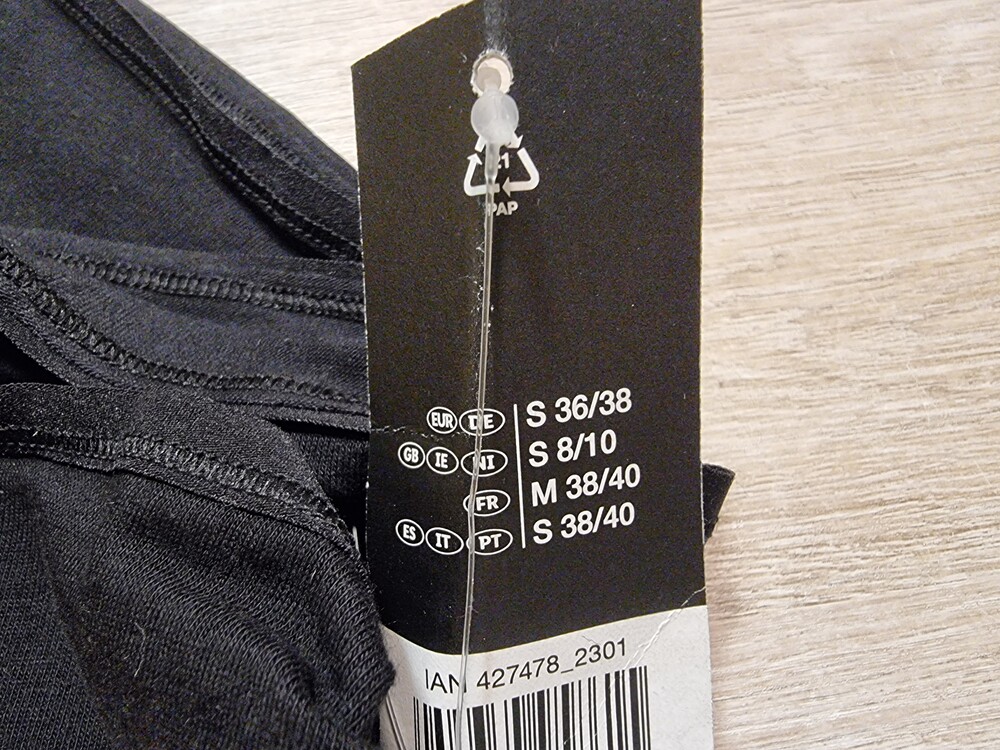 PAP
EUR DE S 36/38
GB IE NI S 8/10
FR M 38/40
ES IT PT S 38/40
IAN 427478_2301